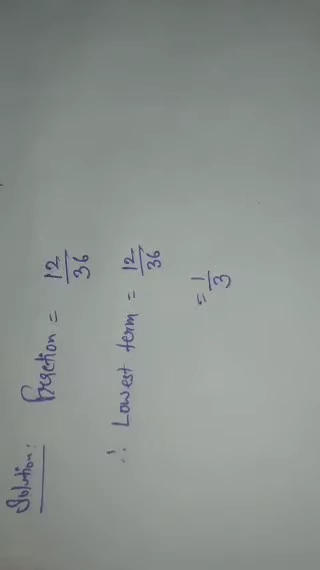 Solution:
Fraction = 12/36
∴ Lowest term = 12/36
= 1/3